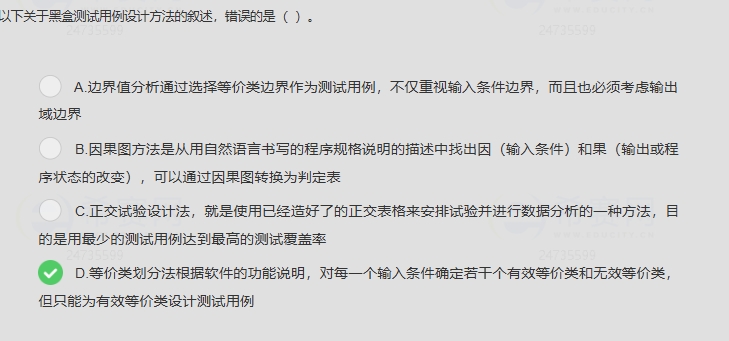 以下关于黑盒测试用例设计方法的叙述，错误的是（ ）。
24735599
A.边界值分析通过选择等价类边界作为测试用例，不仅重视输入条件边界，而且也必须考虑输出
域边界
B.因果图方法是从用自然语言书写的程序规格说明的描述中找出因（输入条件）和果（输出或程
序状态的改变），可以通过因果图转换为判定表
C.正交试验设计法，就是使用已经造好了的正交表格来安排试验并进行数据分析的一种方法，目
的是用最少的测试用例达到最高的测试覆盖率
24735599
24735599
D.等价类划分法根据软件的功能说明，对每一个输入条件确定若干个有效等价类和无效等价类，
但只能为有效等价类设计测试用例